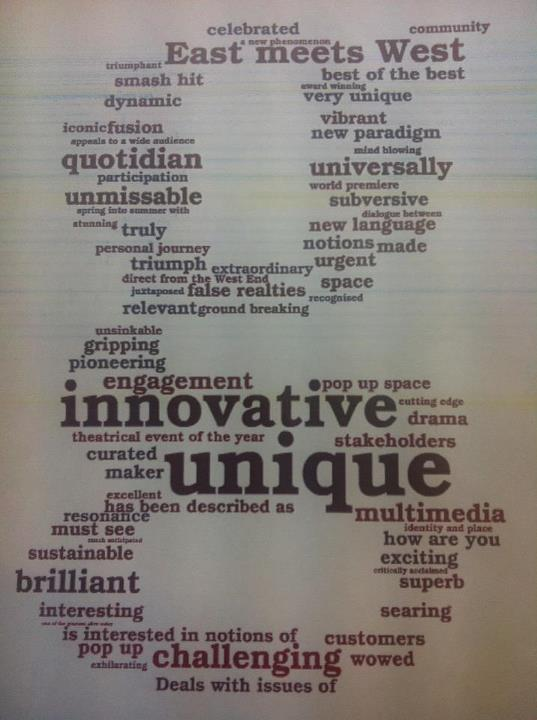 celebrated
community
a new phenomenon
East meets West
triumphant
best of the best
smash hit
award winning
very unique
dynamic
vibrant
iconic fusion
new paradigm
appeals to a wide audience
mind blowing
quotidian
universally
participation
world premiere
unmissable
subversive
spring into summer with
dialogue between
stunning
truly
new language
personal journey
notions made
triumph
extraordinary
urgent
direct from the West End
space
juxtaposed
false realties
recognised
relevant
ground breaking
unsinkable
gripping
pioneering
engagement
pop up space
innovative
cutting edge
drama
theatrical event of the year
stakeholders
curated
unique
maker
excellent
has been described as
resonance
multimedia
must see
identity and place
how are you
much anticipated
sustainable
exciting
critically acclaimed
brilliant
superb
interesting
searing
is interested in notions of
customers
pop up
challenging
wowed
exhilarating
Deals with issues of